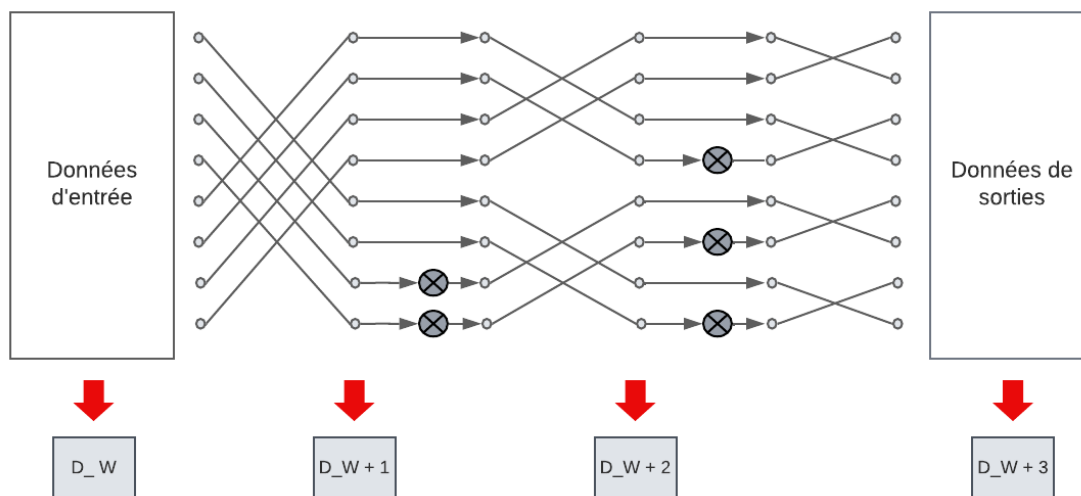 Données
d'entrée
Données de
sorties
D_ W
D_W + 1
D_W + 2
D_W + 3